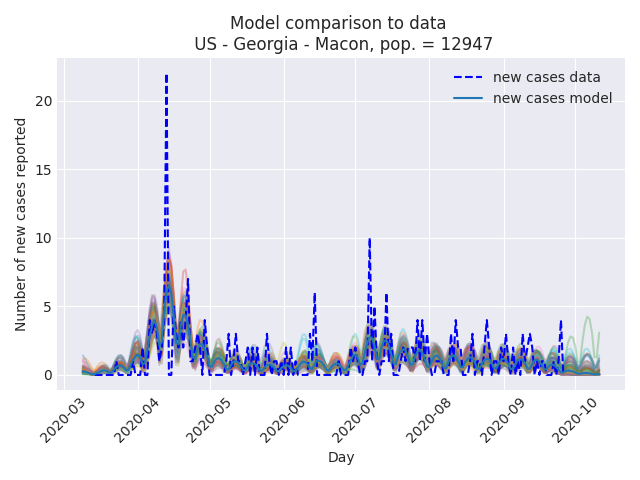 Model comparison to data
US - Georgia - Macon, pop. = 12947
new cases data
new cases model
Number of new cases reported
20
15
10
5
0
2020-03
2020-04
2020-05
2020-06
2020-07
2020-08
2020-09
2020-10
Day